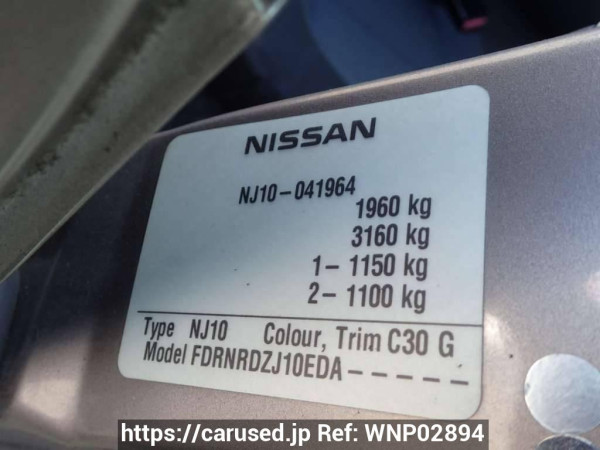 NISSAN
NJ10-041964
1960 kg
3160 kg
1- 1150 kg
2- 1100 kg
Type NJ10 Colour, Trim C30 G
Model FDRNRDZJ10EDA-----
https://carused.jp Ref: WNP02894